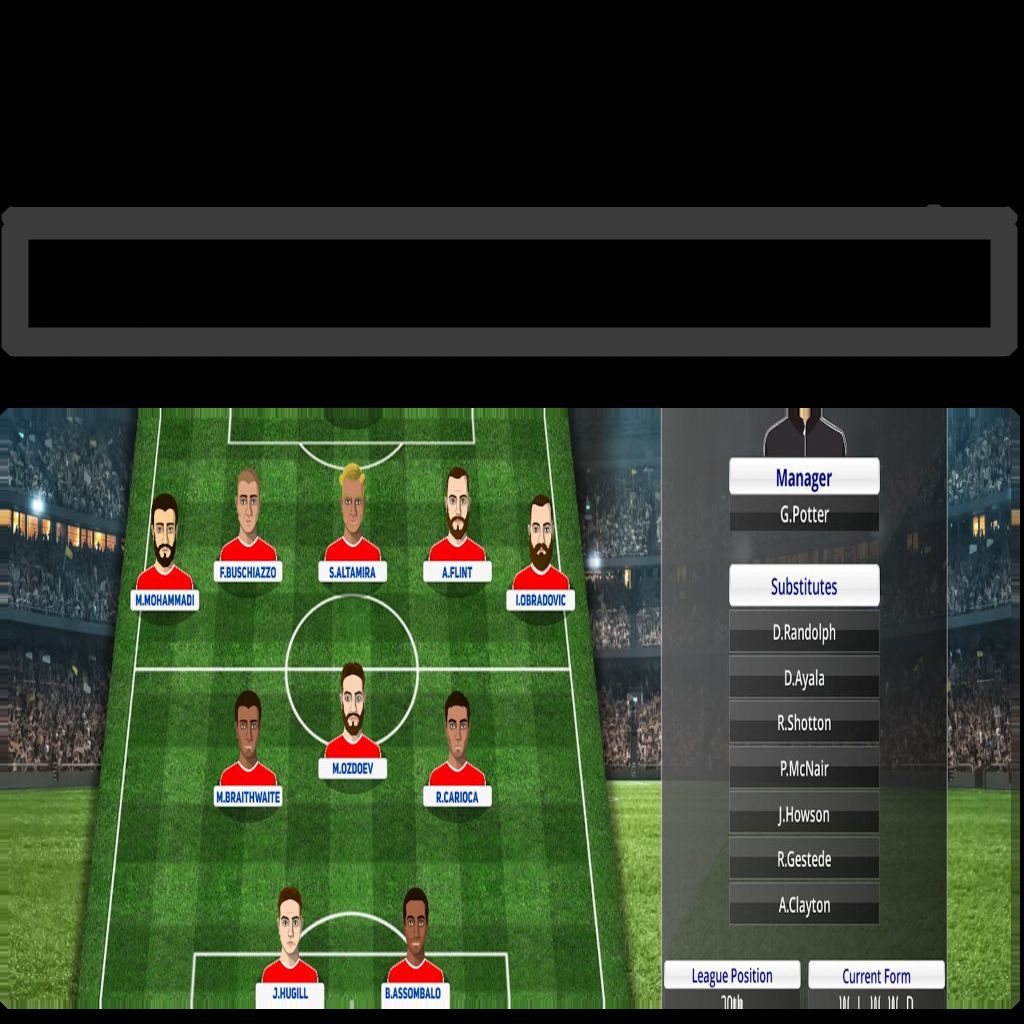 F.BUSCHIAZZO
S.ALTAMIRA
A.FLINT
M.MOHAMMADI
I.OBRADOVIC
M.OZDOEV
M.BRAITHWAITE
R.CARIOCA
J.HUGILL
B.ASSOMBALO
Manager
G.Potter
Substitutes
D.Randolph
D.Ayala
R.Shotton
P.McNair
J.Howson
R.Gestede
A.Clayton
League Position
Current Form
20th
W L W W D